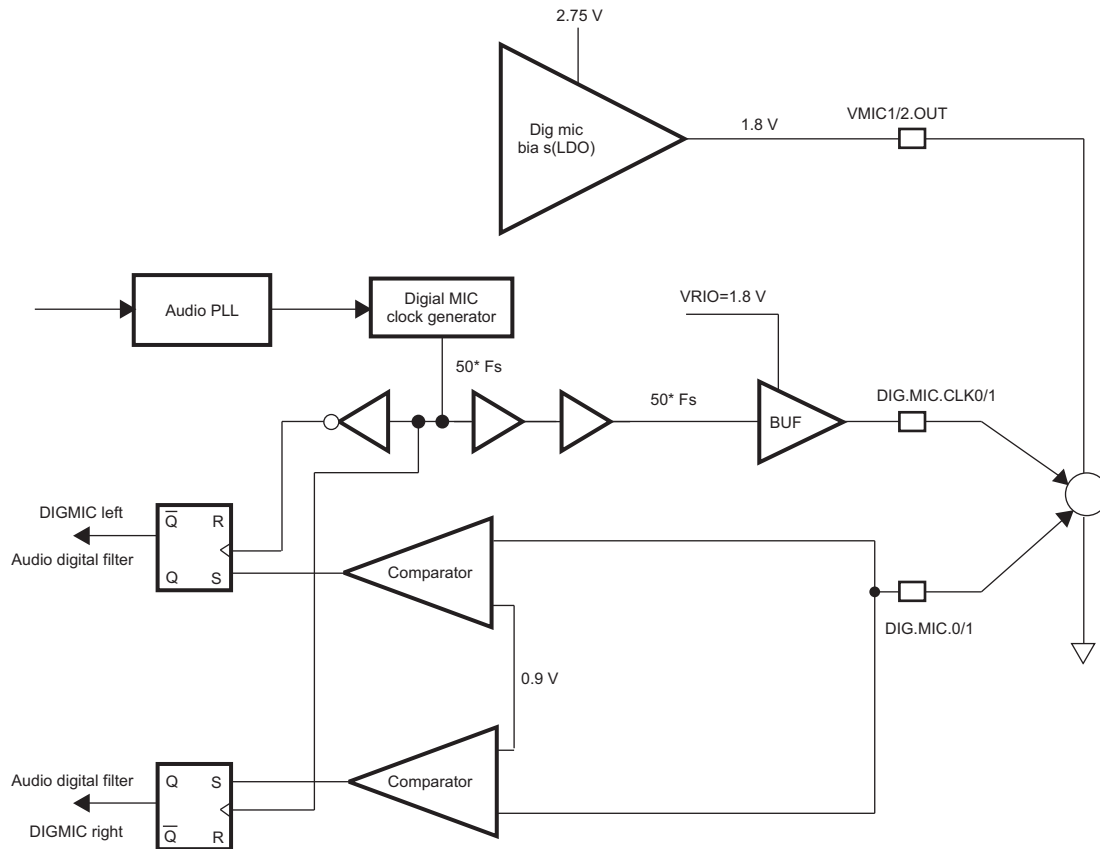 2.75 V
Dig mic
bia s(LDO)
1.8 V
VMIC1/2.OUT
Audio PLL
Digial MIC
clock generator
VRIO=1.8 V
50* Fs
50* Fs
BUF
DIG.MIC.CLK0/1
DIGMIC left
Audio digital filter
Q̅ R
Q S
Comparator
DIG.MIC.0/1
0.9 V
Comparator
Audio digital filter
DIGMIC right
Q S
Q̅ R